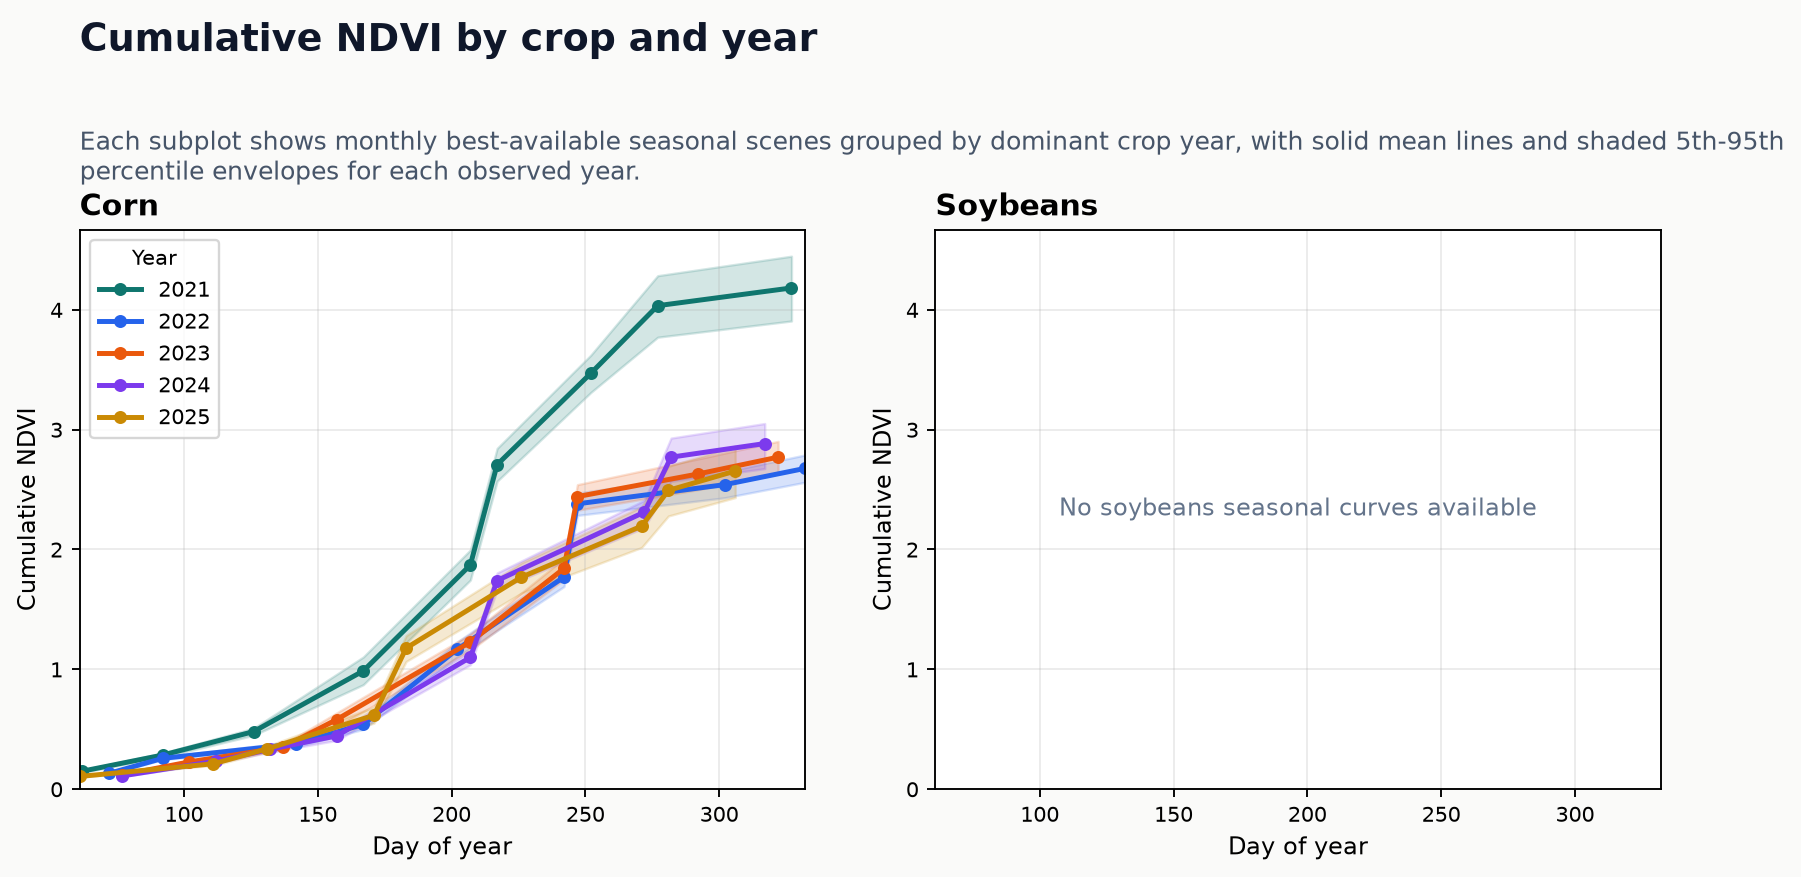 Cumulative NDVI by crop and year
Each subplot shows monthly best-available seasonal scenes grouped by dominant crop year, with solid mean lines and shaded 5th-95th
percentile envelopes for each observed year.
Corn
Year
2021
2022
2023
2024
2025
Cumulative NDVI
4
3
2
1
0
100 150 200 250 300
Day of year
Soybeans
No soybeans seasonal curves available
Cumulative NDVI
4
3
2
1
0
100 150 200 250 300
Day of year